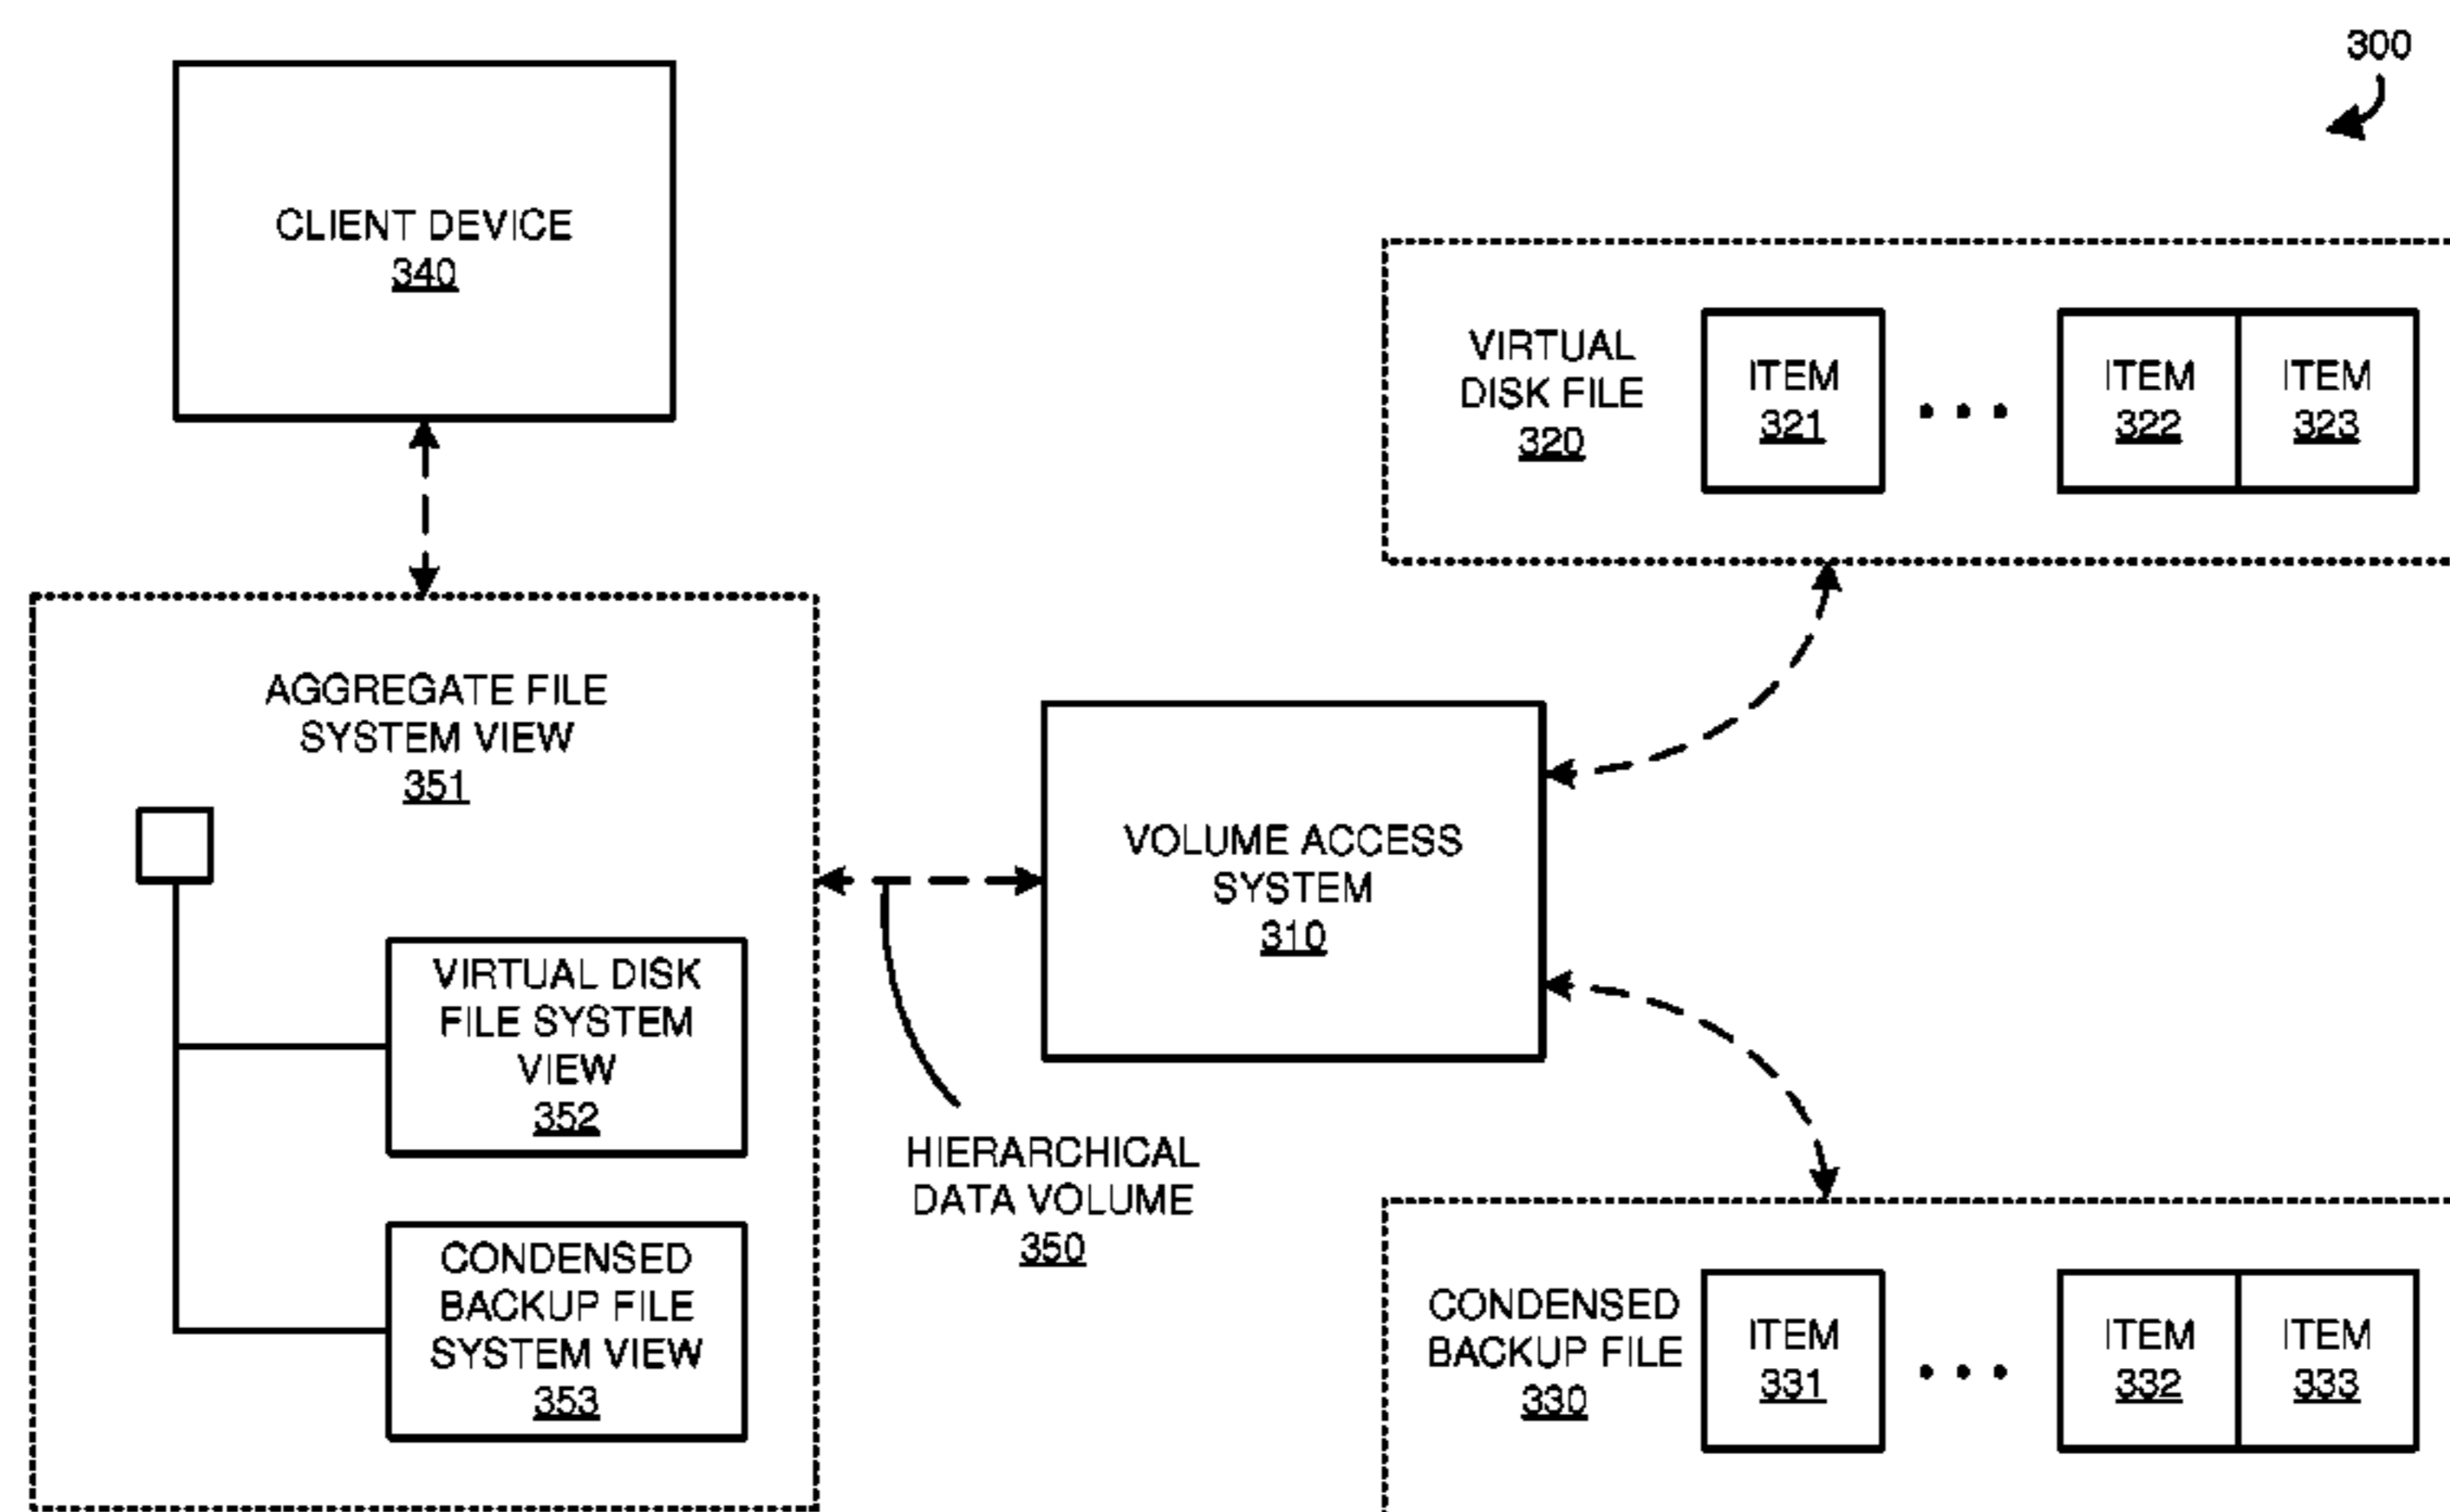 300
CLIENT DEVICE
340
VIRTUAL
DISK FILE
320
ITEM
321
ITEM
322
ITEM
323
AGGREGATE FILE
SYSTEM VIEW
351
VIRTUAL DISK
FILE SYSTEM
VIEW
352
CONDENSED
BACKUP FILE
SYSTEM VIEW
353
VOLUME ACCESS
SYSTEM
310
HIERARCHICAL
DATA VOLUME
350
CONDENSED
BACKUP FILE
330
ITEM
331
ITEM
332
ITEM
333